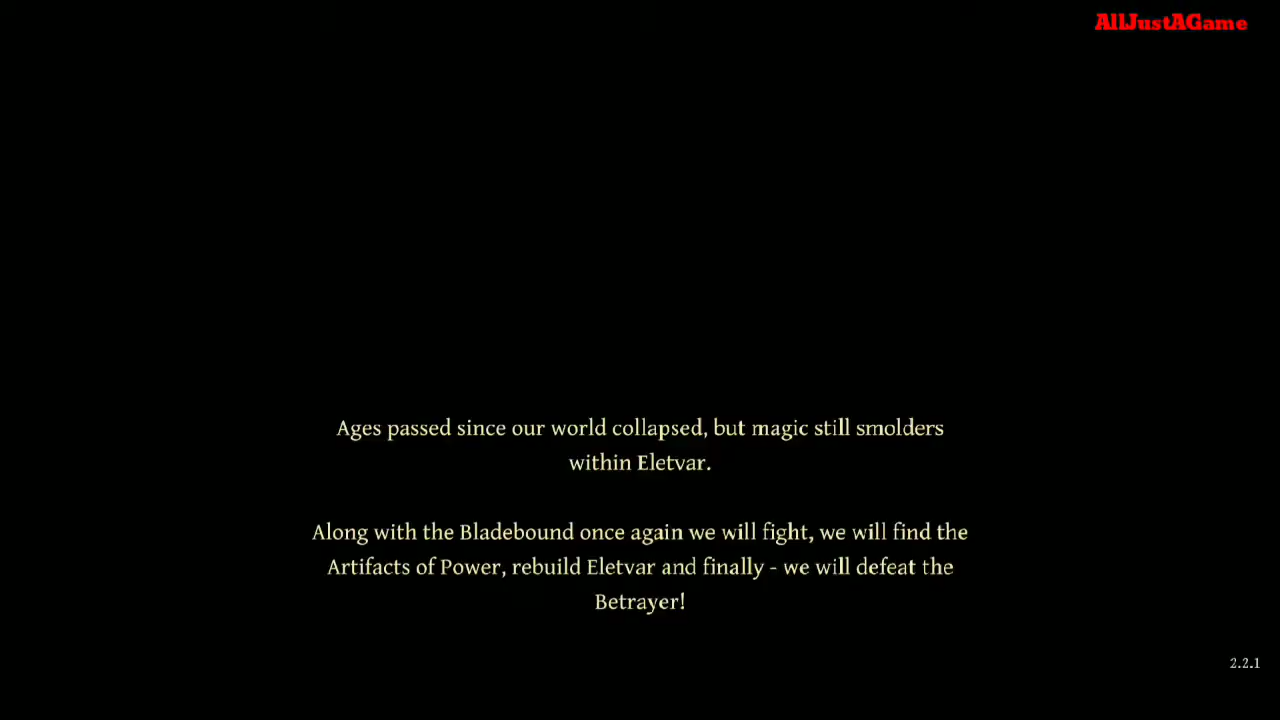 AllJustAGame
Ages passed since our world collapsed, but magic still smolders
within Eletvar.
Along with the Bladebound once again we will fight, we will find the
Artifacts of Power, rebuild Eletvar and finally - we will defeat the
Betrayer!
2.2.1